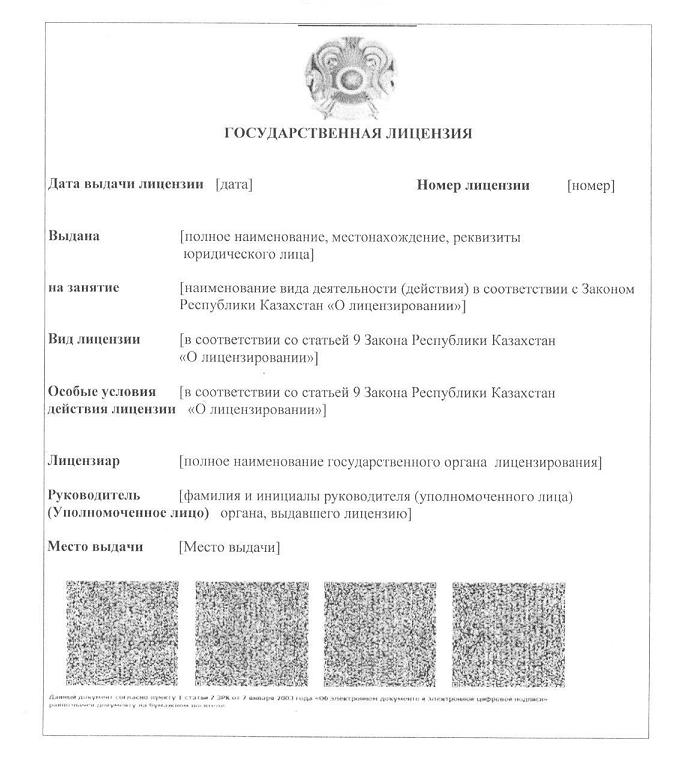 ГОСУДАРСТВЕННАЯ ЛИЦЕНЗИЯ
Дата выдачи лицензии [дата] Номер лицензии [номер]
Выдана [полное наименование, местонахождение, реквизиты
юридического лица]
на занятие [наименование вида деятельности (действия) в соответствии с Законом
Республики Казахстан «О лицензировании»]
Вид лицензии [в соответствии со статьей 9 Закона Республики Казахстан
«О лицензировании»]
Особые условия [в соответствии со статьей 9 Закона Республики Казахстан
действия лицензии «О лицензировании»]
Лицензиар [полное наименование государственного органа лицензирования]
Руководитель [фамилия и инициалы руководителя (уполномоченного лица)
(Уполномоченное лицо) органа, выдавшего лицензию]
Место выдачи [Место выдачи]
Данный документ согласно пункту 1 статьи 7 ЗРК от 7 января 2003 года «Об электронном документе и электронной цифровой подписи»
равнозначен документу на бумажном носителе